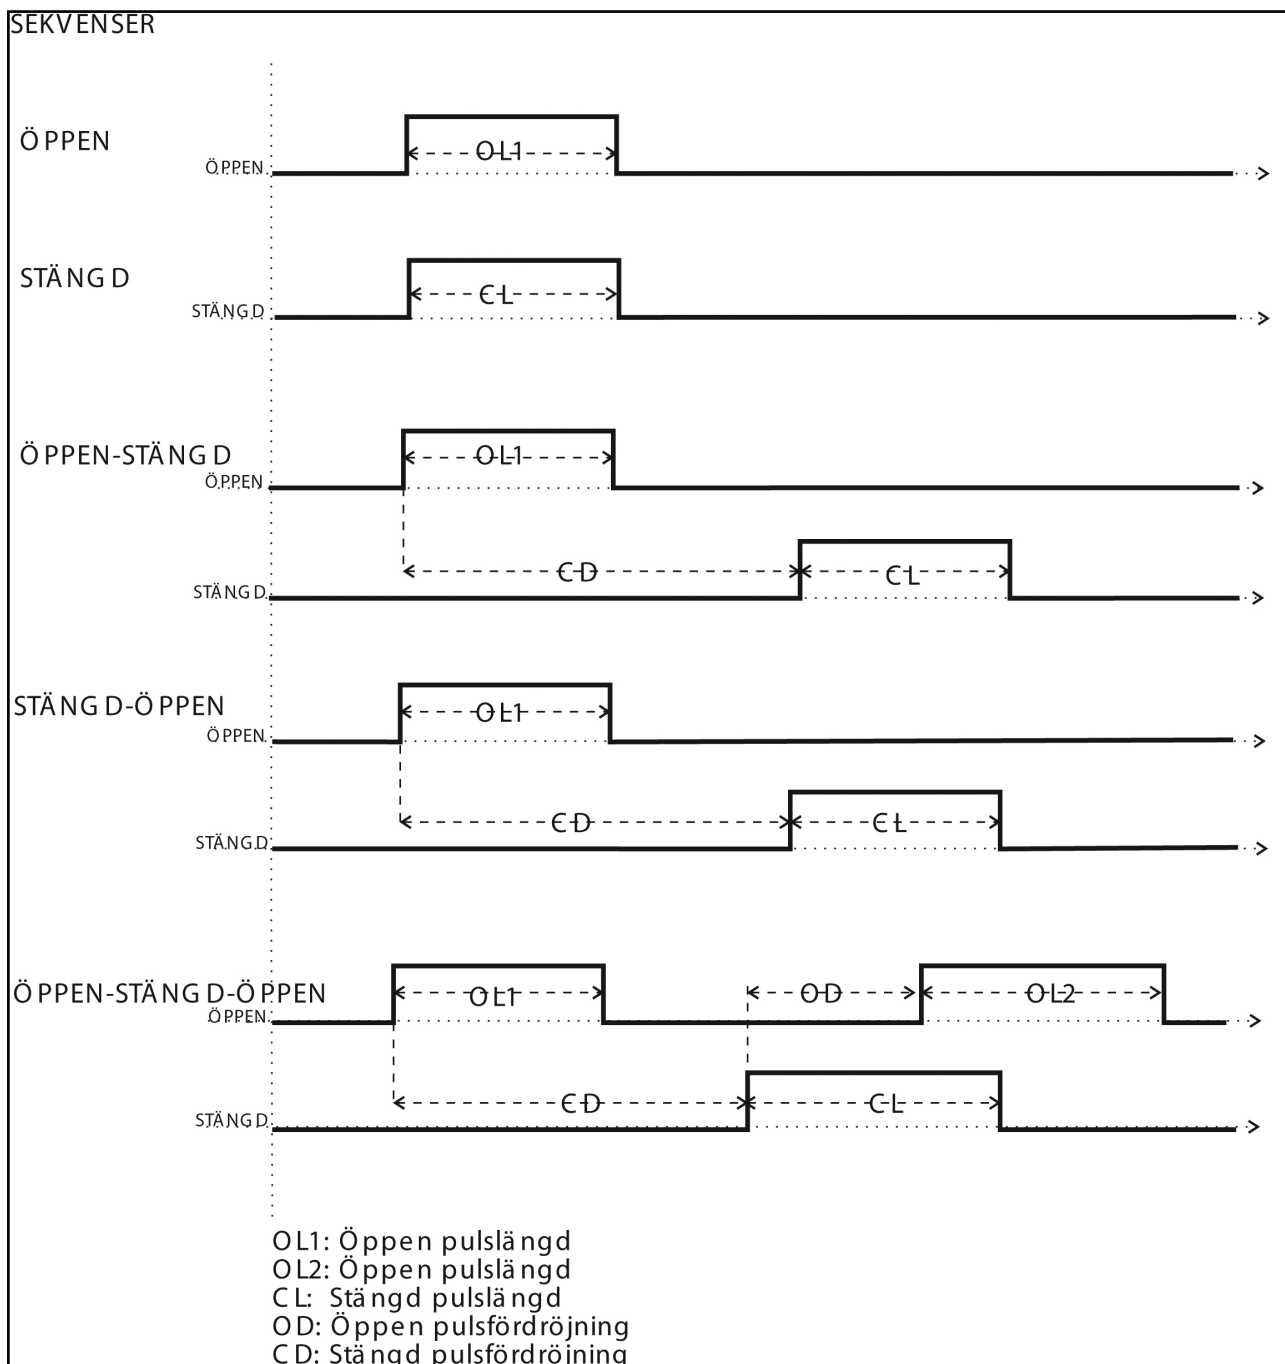 SEKVENSER
ÖPPEN
ÖPPEN
OL1
STÄNGD
STÄNGD
CL
ÖPPEN-STÄNGD
ÖPPEN
OL1
STÄNGD
CD
CL
STÄNGD-ÖPPEN
ÖPPEN
OL1
STÄNGD
CD
CL
ÖPPEN-STÄNGD-ÖPPEN
ÖPPEN
OL1
OD
OL2
STÄNGD
CD
CL
OL1: Öppen pulslängd
OL2: Öppen pulslängd
CL: Stängd pulslängd
OD: Öppen pulsfördröjning
CD: Stängd pulsfördröjning